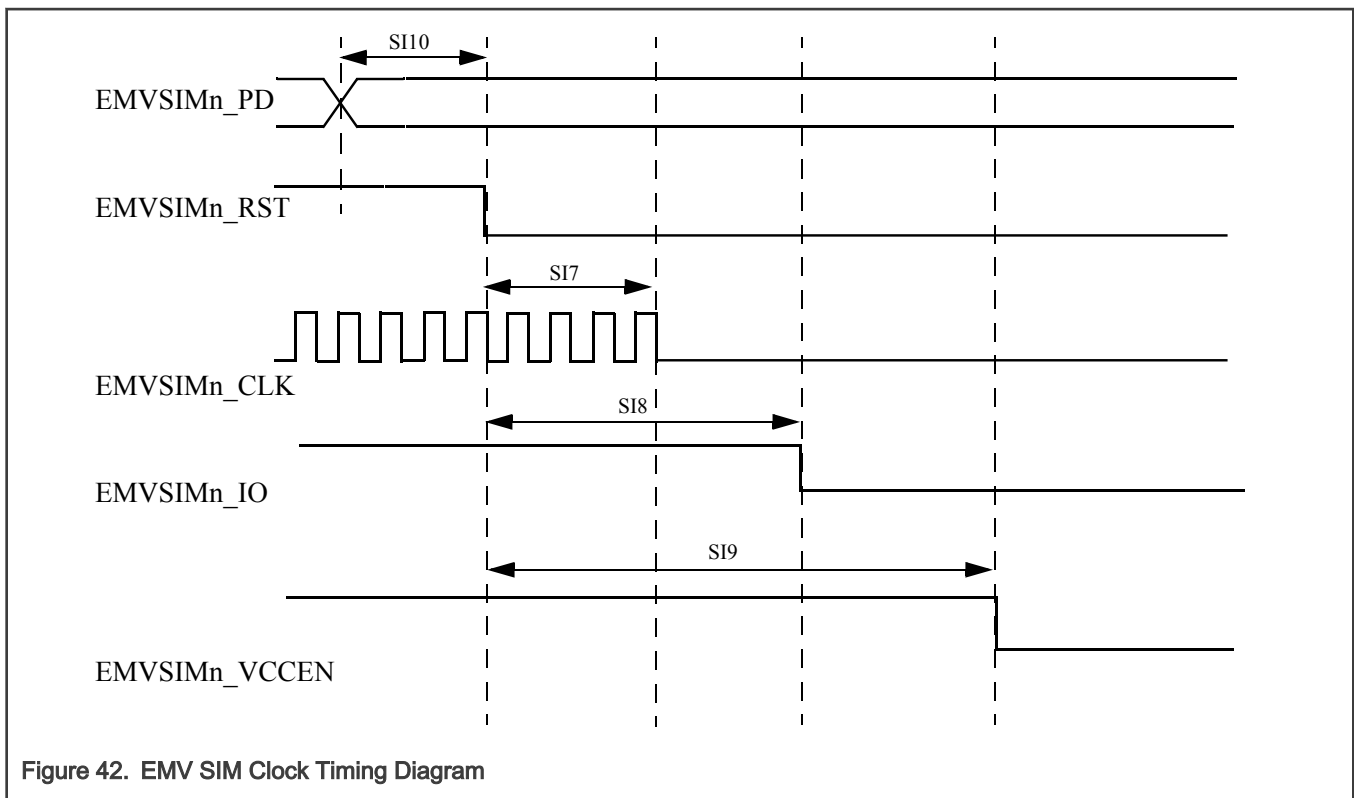 SI10
EMVSIMn_PD
EMVSIMn_RST
SI7
EMVSIMn_CLK
SI8
EMVSIMn_IO
SI9
EMVSIMn_VCCEN
Figure 42. EMV SIM Clock Timing Diagram